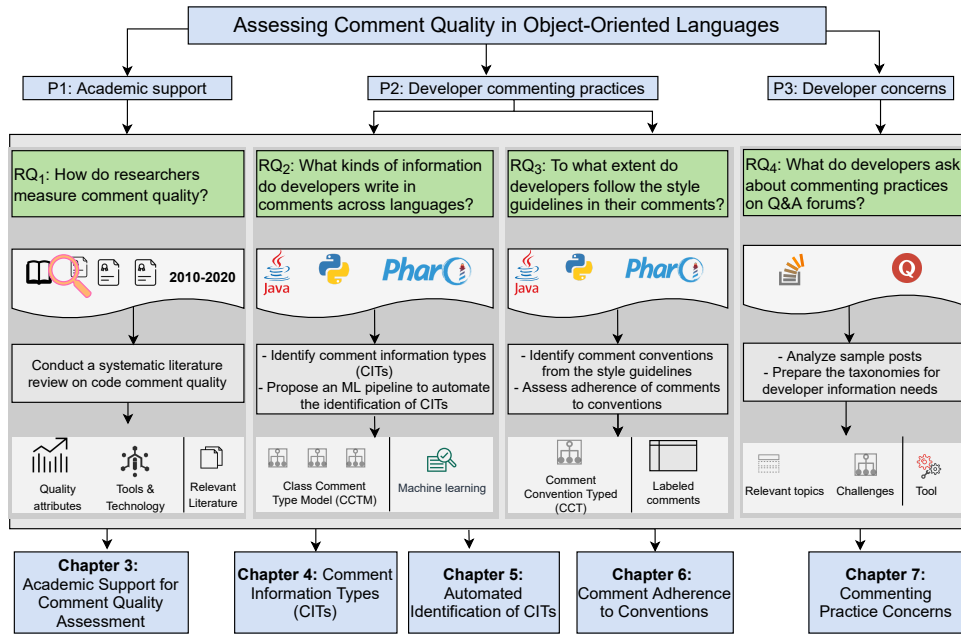 Assessing Comment Quality in Object-Oriented Languages
P1: Academic support
P2: Developer commenting practices
P3: Developer concerns
RQ1: How do researchers
measure comment quality?
RQ2: What kinds of information
do developers write in
comments across languages?
RQ3: To what extent do
developers follow the style
guidelines in their comments?
RQ4: What do developers ask
about commenting practices
on Q&A forums?
2010-2020
Java
Pharo
Java
Pharo
Q
Conduct a systematic literature
review on code comment quality
- Identify comment information types
(CITs)
- Propose an ML pipeline to automate
the identification of CITs
- Identify comment conventions
from the style guidelines
- Assess adherence of comments
to conventions
- Analyze sample posts
- Prepare the taxonomies for
developer information needs
Quality
attributes
Tools &
Technology
Relevant
Literature
Class Comment
Type Model (CCTM)
Machine learning
Comment
Convention Typed
(CCT)
Labeled
comments
Relevant topics
Challenges
Tool
Chapter 3:
Academic Support for
Comment Quality
Assessment
Chapter 4: Comment
Information Types
(CITs)
Chapter 5:
Automated
Identification of CITs
Chapter 6:
Comment Adherence
to Conventions
Chapter 7:
Commenting
Practice Concerns